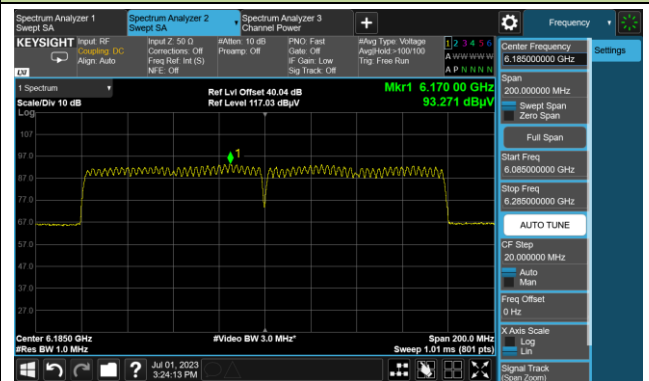 Spectrum Analyzer 1
Swept SA
Spectrum Analyzer 2
Swept SA
Spectrum Analyzer 3
Channel Power
Frequency
KEYSIGHT
Input: RF
Coupling: DC
Align: Auto
Input Z: 50 Ω
Corrections: Off
Freq Ref: Int (S)
NFE: Off
#Atten: 10 dB
Preamp: Off
PNO: Fast
Gate: Off
IF Gain: Low
Sig Track: Off
#Avg Type: Voltage
Avg|Hold:>100/100
Trig: Free Run
1 2 3 4 5 6
A W W W W W
A P N N N N
LXI
1 Spectrum
Scale/Div 10 dB
Log
Ref Lvl Offset 40.04 dB
Ref Level 117.03 dBµV
Mkr1 6.170 00 GHz
93.271 dBµV
107
97.0
87.0
77.0
67.0
57.0
47.0
37.0
27.0
1
Center 6.1850 GHz
#Res BW 1.0 MHz
#Video BW 3.0 MHz*
Span 200.0 MHz
Sweep 1.01 ms (801 pts)
Jul 01, 2023
3:24:13 PM
Center Frequency
6.185000000 GHz
Settings
Span
200.000000 MHz
Swept Span
Zero Span
Full Span
Start Freq
6.085000000 GHz
Stop Freq
6.285000000 GHz
AUTO TUNE
CF Step
20.000000 MHz
Auto
Man
Freq Offset
0 Hz
X Axis Scale
Log
Lin
Signal Track
(Span Zoom)